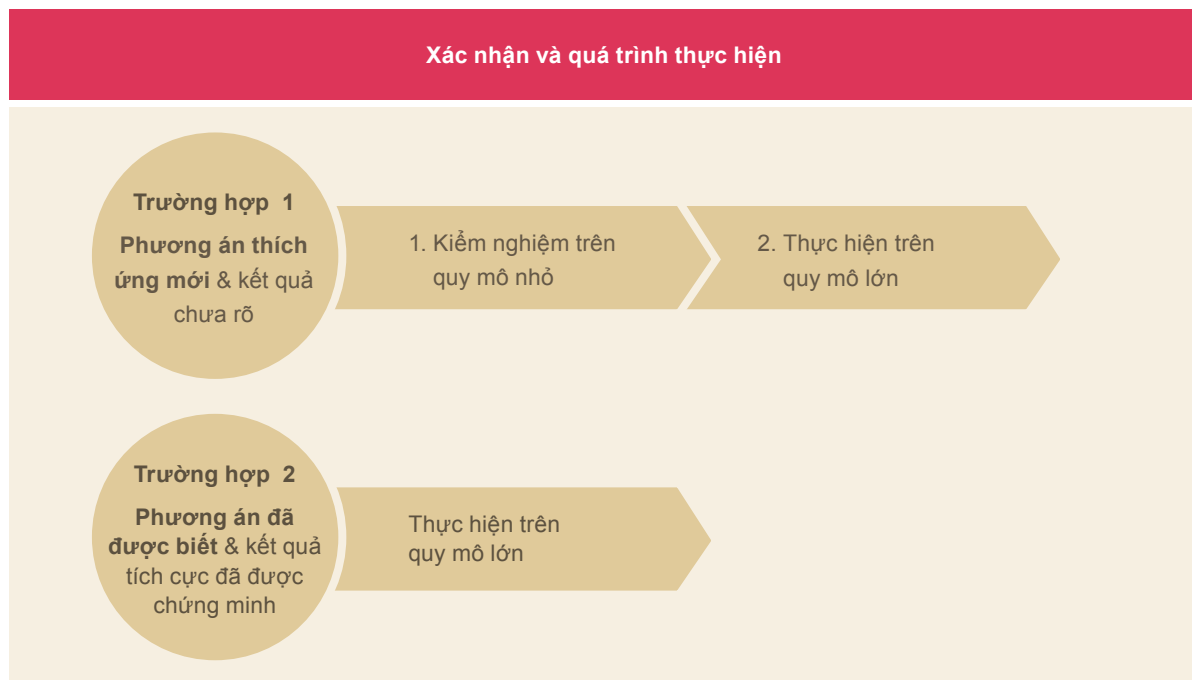 Xác nhận và quá trình thực hiện
Trường hợp 1
Phương án thích
ứng mới & kết quả
chưa rõ
1. Kiểm nghiệm trên
quy mô nhỏ
2. Thực hiện trên
quy mô lớn
Trường hợp 2
Phương án đã
được biết & kết quả
tích cực đã được
chứng minh
Thực hiện trên
quy mô lớn